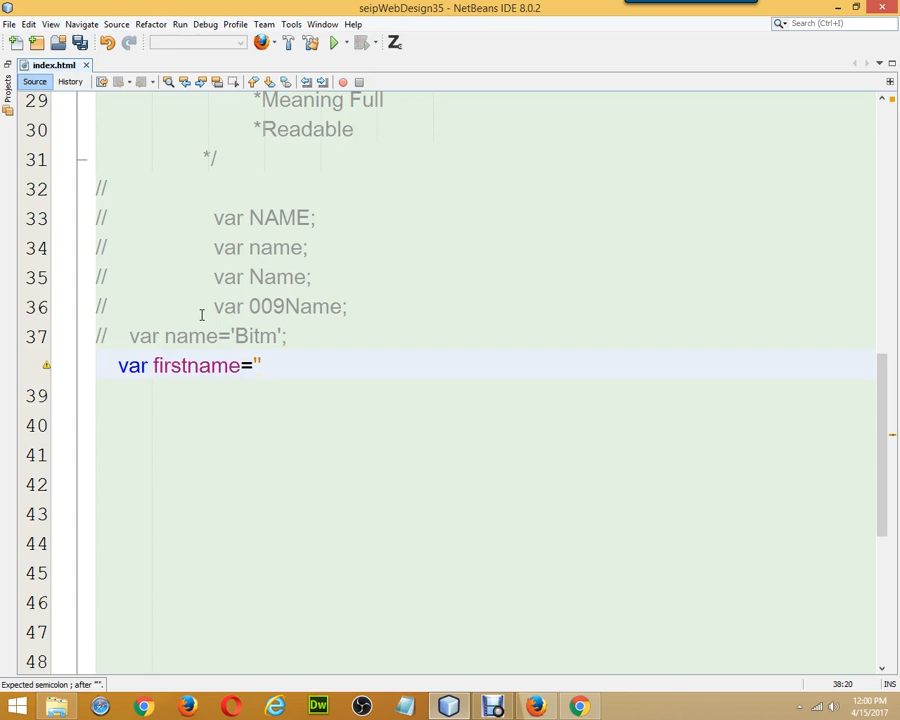 seipWebDesign35 - NetBeans IDE 8.0.2
File Edit View Navigate Source Refactor Run Debug Profile Team Tools Window Help
Search (Ctrl+I)
index.html
Projects
Source History
29 *Meaning Full
30 *Readable
31 */
32 //
33 // var NAME;
34 // var name;
35 // var Name;
36 // var 009Name;
37 // var name='Bitm';
var firstname=''
39
40
41
42
43
44
45
46
47
48
Expected semicolon ; after "".
38:20 INS
Dw
12:00 PM
4/15/2017